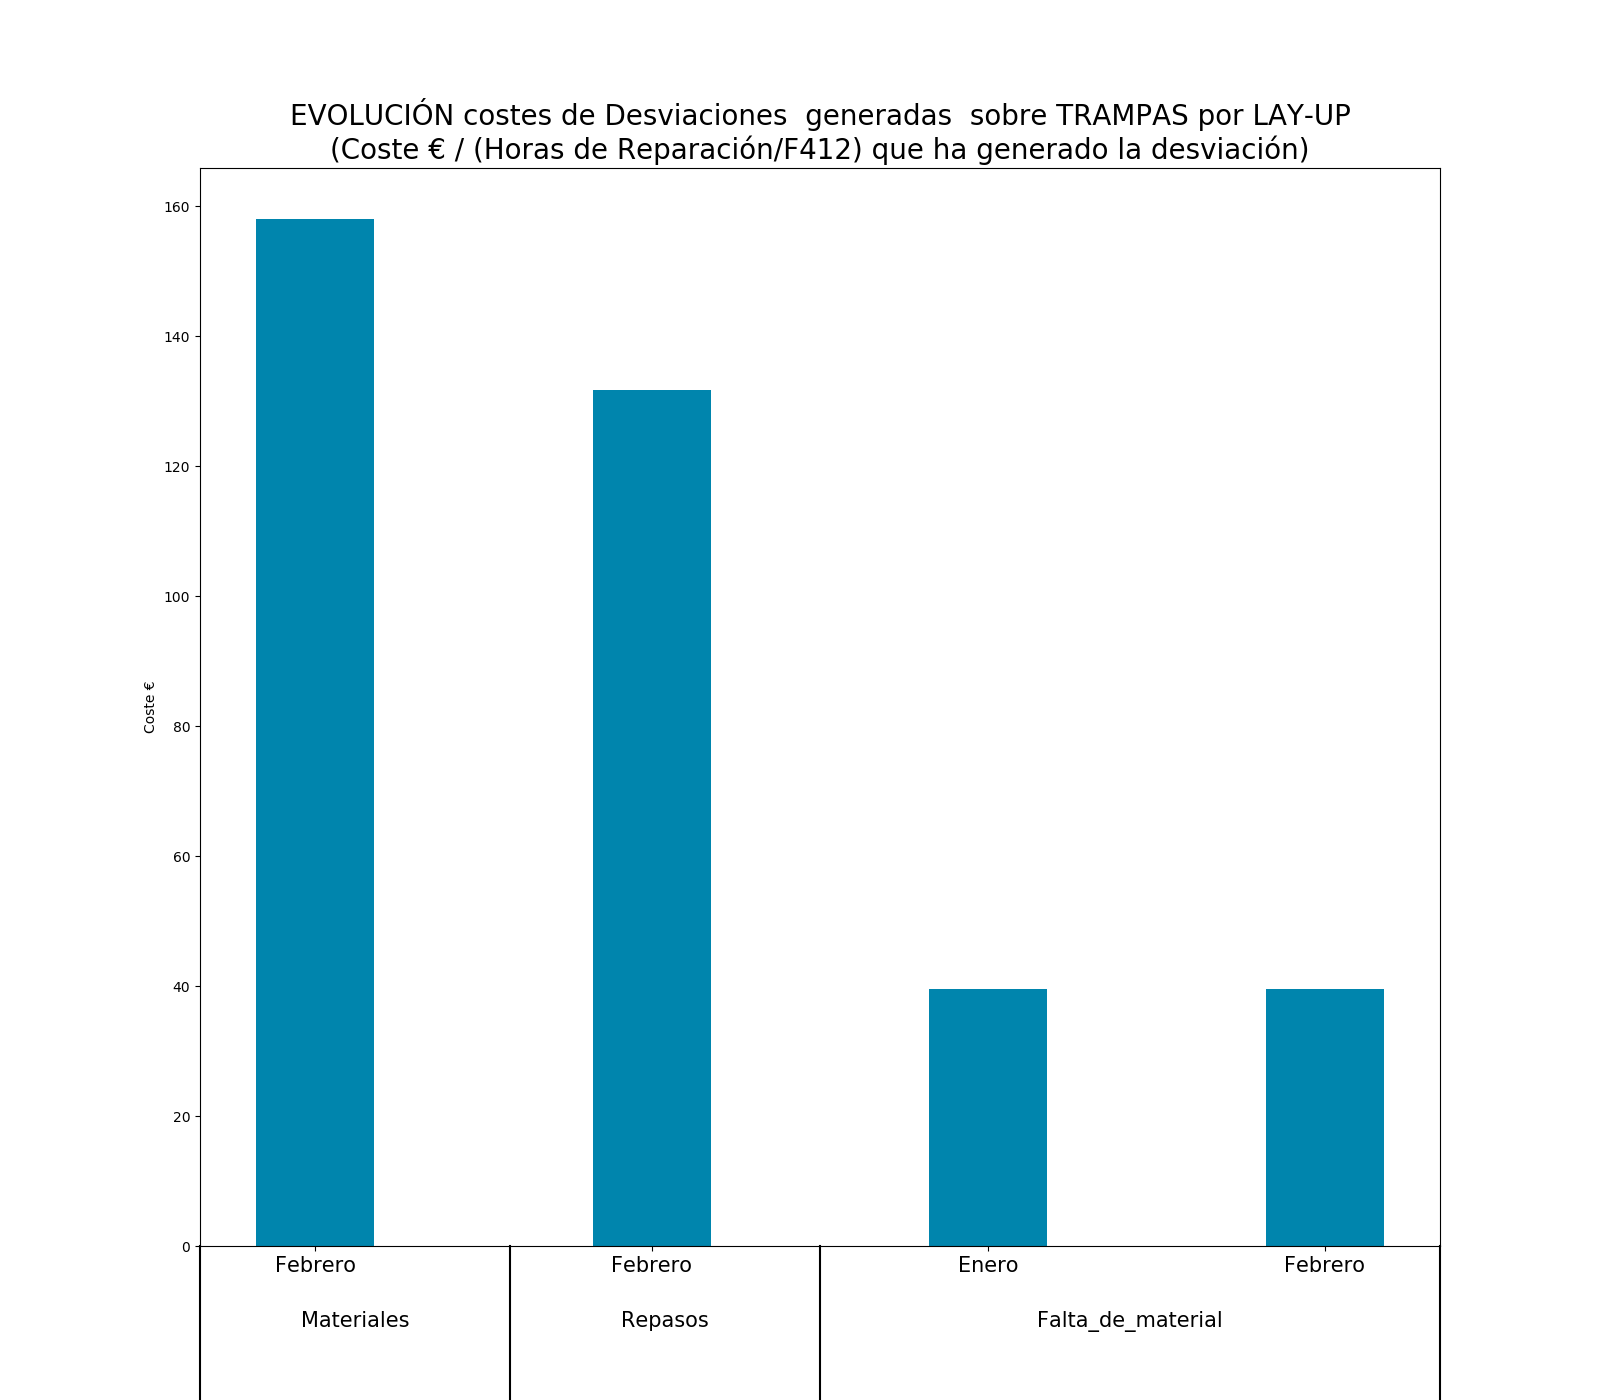 EVOLUCIÓN costes de Desviaciones  generadas  sobre TRAMPAS por LAY-UP
(Coste € / (Horas de Reparación/F412) que ha generado la desviación)
160
140
120
100
80
60
40
20
0
Coste €
Febrero
Febrero
Enero
Febrero
Materiales
Repasos
Falta_de_material